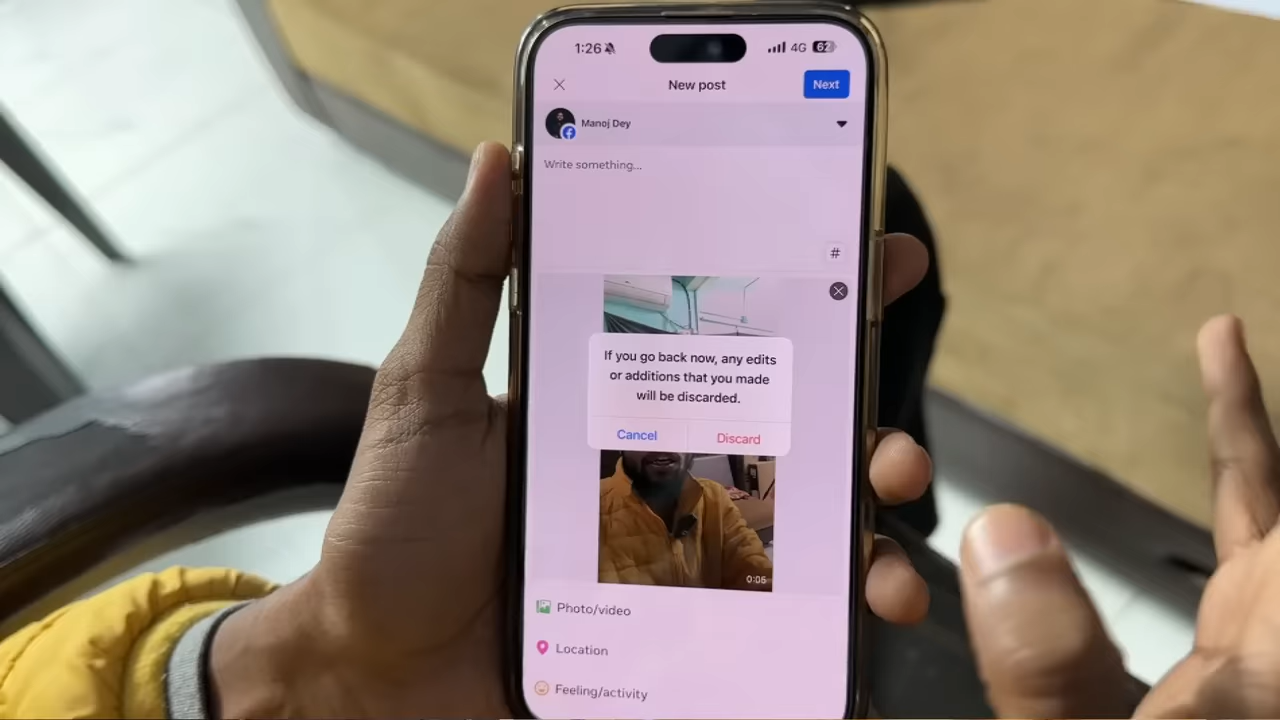 1:26 4G 62
New post Next
Manoj Dey
Write something...
#
If you go back now, any edits
or additions that you made
will be discarded.
Cancel Discard
0:05
Photo/video
Location
Feeling/activity